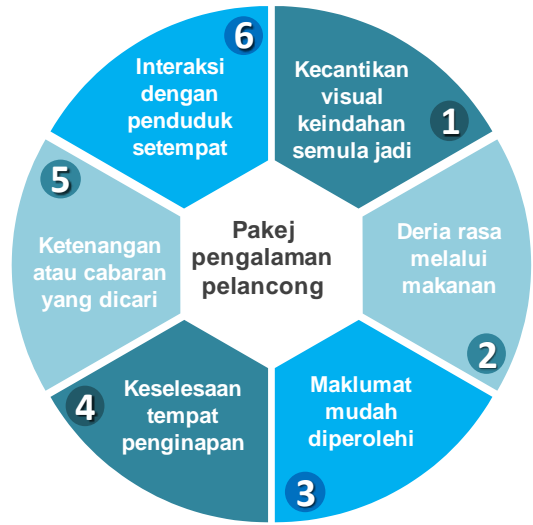 Pakej
pengalaman
pelancong
1
Kecantikan
visual
keindahan
semula jadi
2
Deria rasa
melalui
makanan
3
Maklumat
mudah
diperolehi
4
Keselesaan
tempat
penginapan
5
Ketenangan
atau cabaran
yang dicari
6
Interaksi
dengan
penduduk
setempat